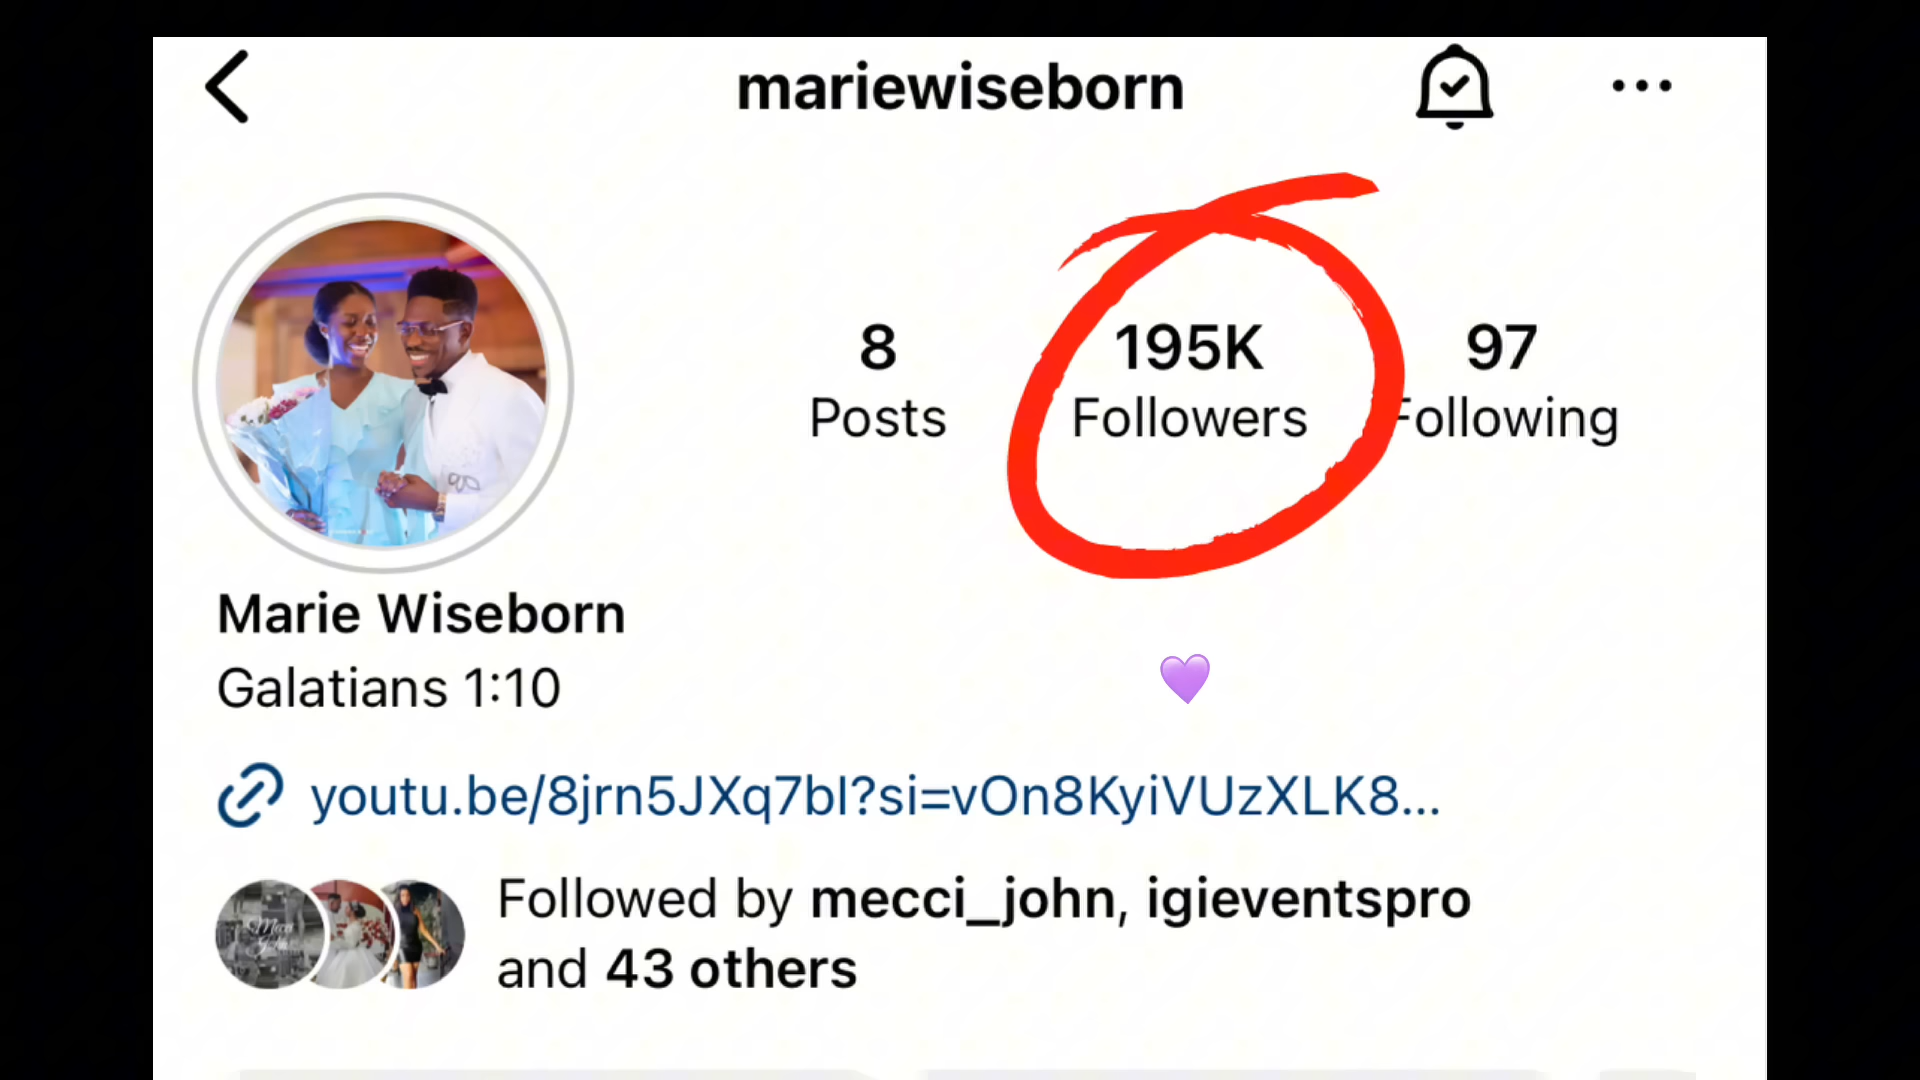 mariewiseborn
8
195K
97
Posts
Followers
Following
Marie Wiseborn
Galatians 1:10
💜
youtu.be/8jrn5JXq7bI?si=vOn8KyiVUzXLK8...
Followed by mecci_john, igieventspro
and 43 others